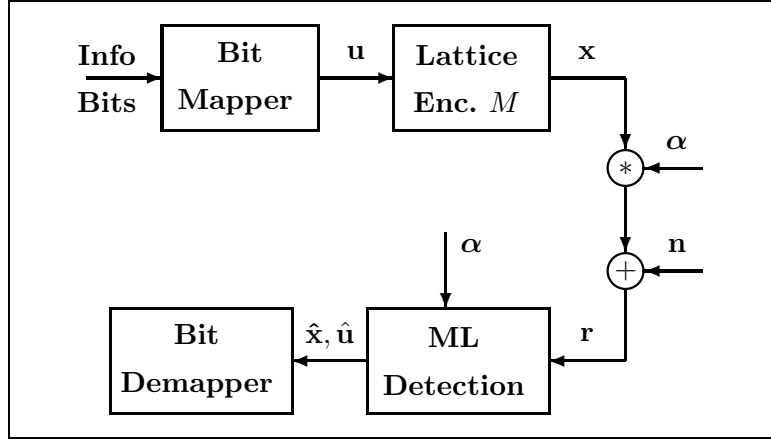 Info
Bits
Bit
Mapper
u
Lattice
Enc. M
x
*
α
+
n
r
α
ML
Detection
x̂, û
Bit
Demapper